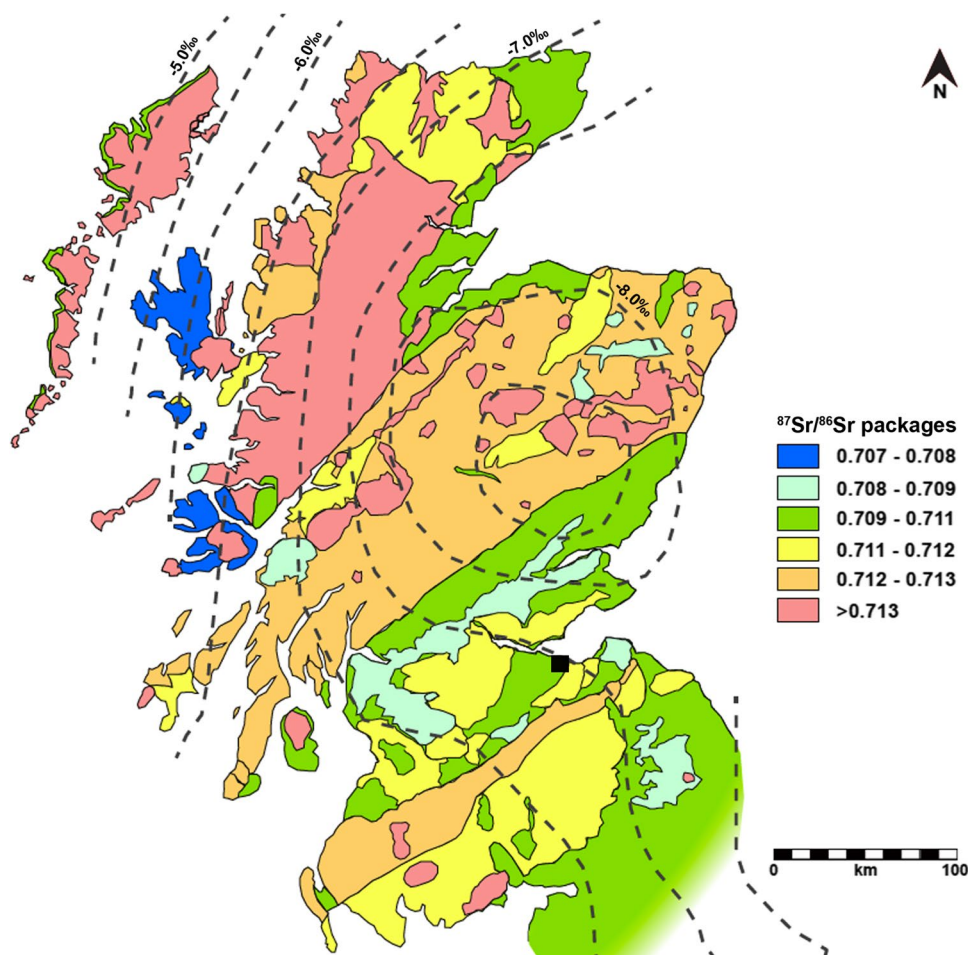 -5.0‰
-6.0‰
-7.0‰
N
-8.0‰
⁸⁷Sr/⁸⁶Sr packages
0.707 - 0.708
0.708 - 0.709
0.709 - 0.711
0.711 - 0.712
0.712 - 0.713
>0.713
0 km 100